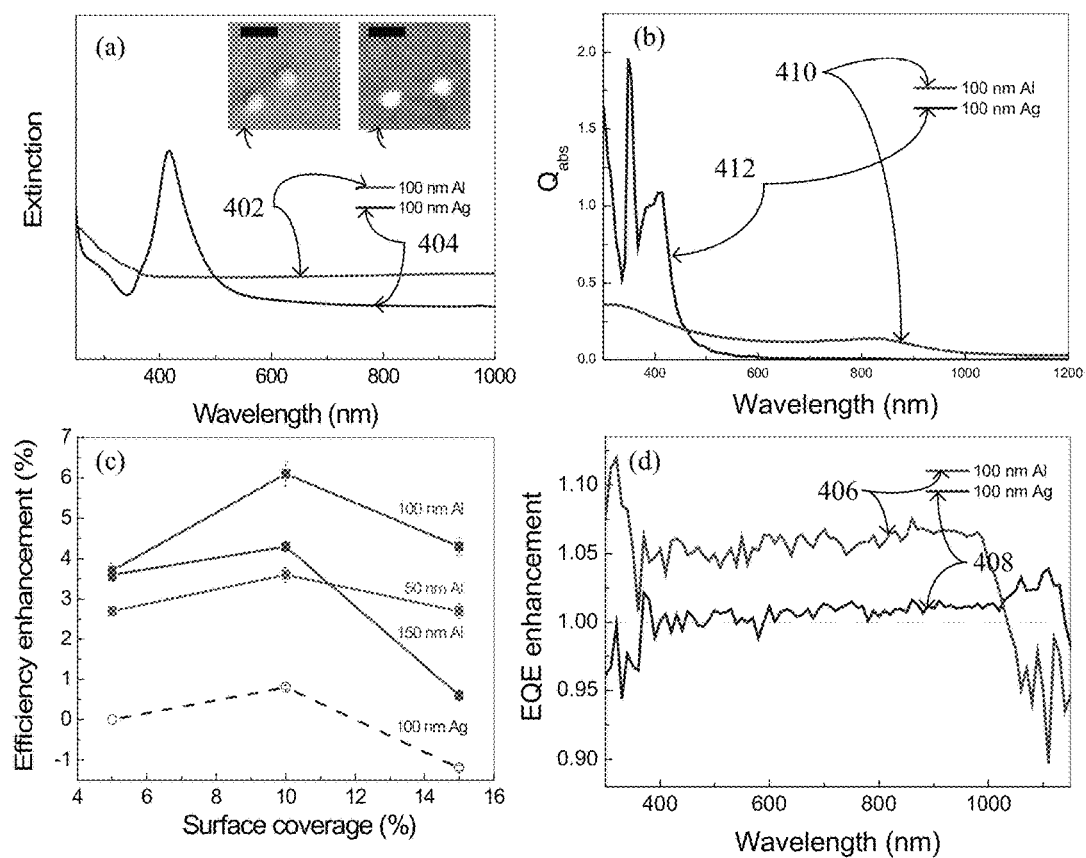 (a)
402
100 nm Al
100 nm Ag
404
Extinction
400
600
800
1000
Wavelength (nm)
(b)
410
100 nm Al
100 nm Ag
412
Q abs
2.0
1.5
1.0
0.5
0.0
400
600
800
1000
1200
Wavelength (nm)
(c)
Efficiency enhancement (%)
7
6
5
4
3
2
1
0
-1
100 nm Al
50 nm Al
150 nm Al
100 nm Ag
4
6
8
10
12
14
16
Surface coverage (%)
(d)
406
100 nm Al
100 nm Ag
408
EQE enhancement
1.10
1.05
1.00
0.95
0.90
400
600
800
1000
Wavelength (nm)